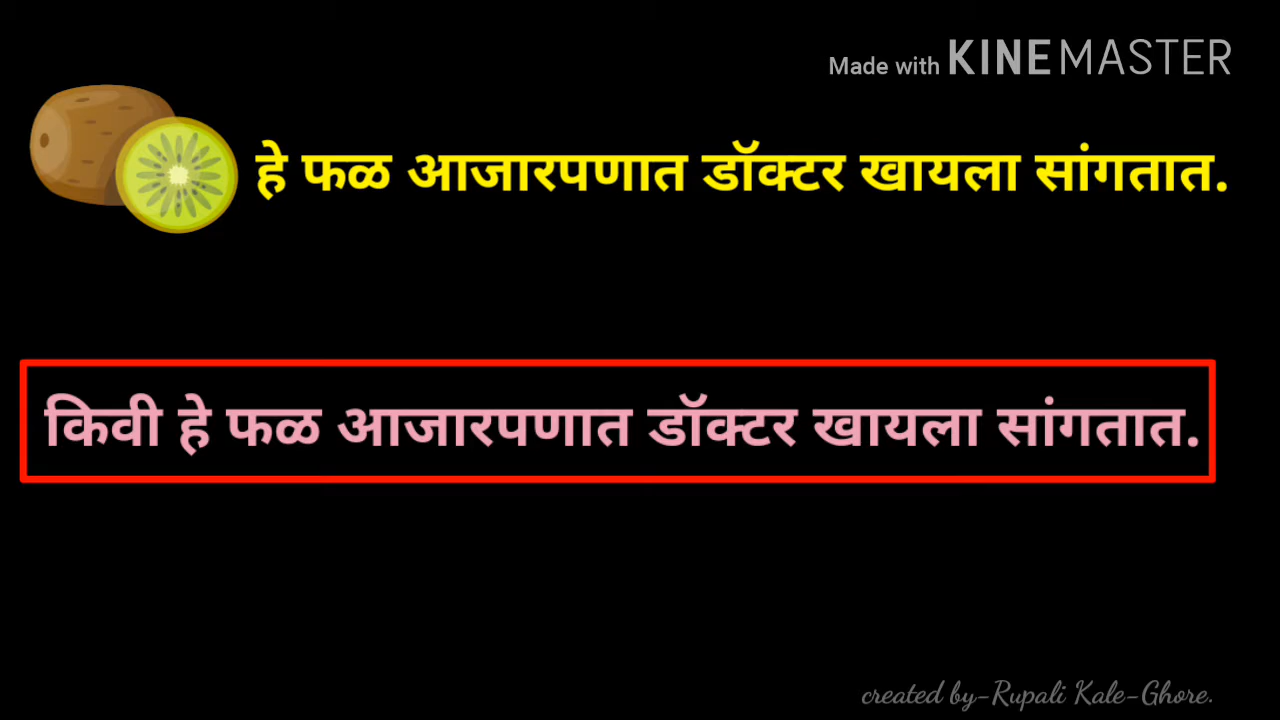 Made with KINEMASTER
हे फळ आजारपणात डॉक्टर खायला सांगतात.
किवी हे फळ आजारपणात डॉक्टर खायला सांगतात.
created by-Rupali Kale-Ghore.